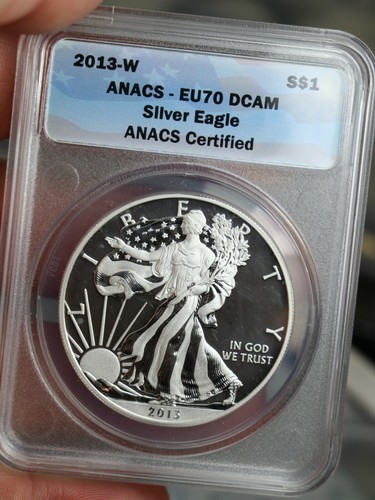 2013-W
S$1
ANACS - EU70 DCAM
Silver Eagle
ANACS Certified
LIBERTY
IN GOD
WE TRUST
2013